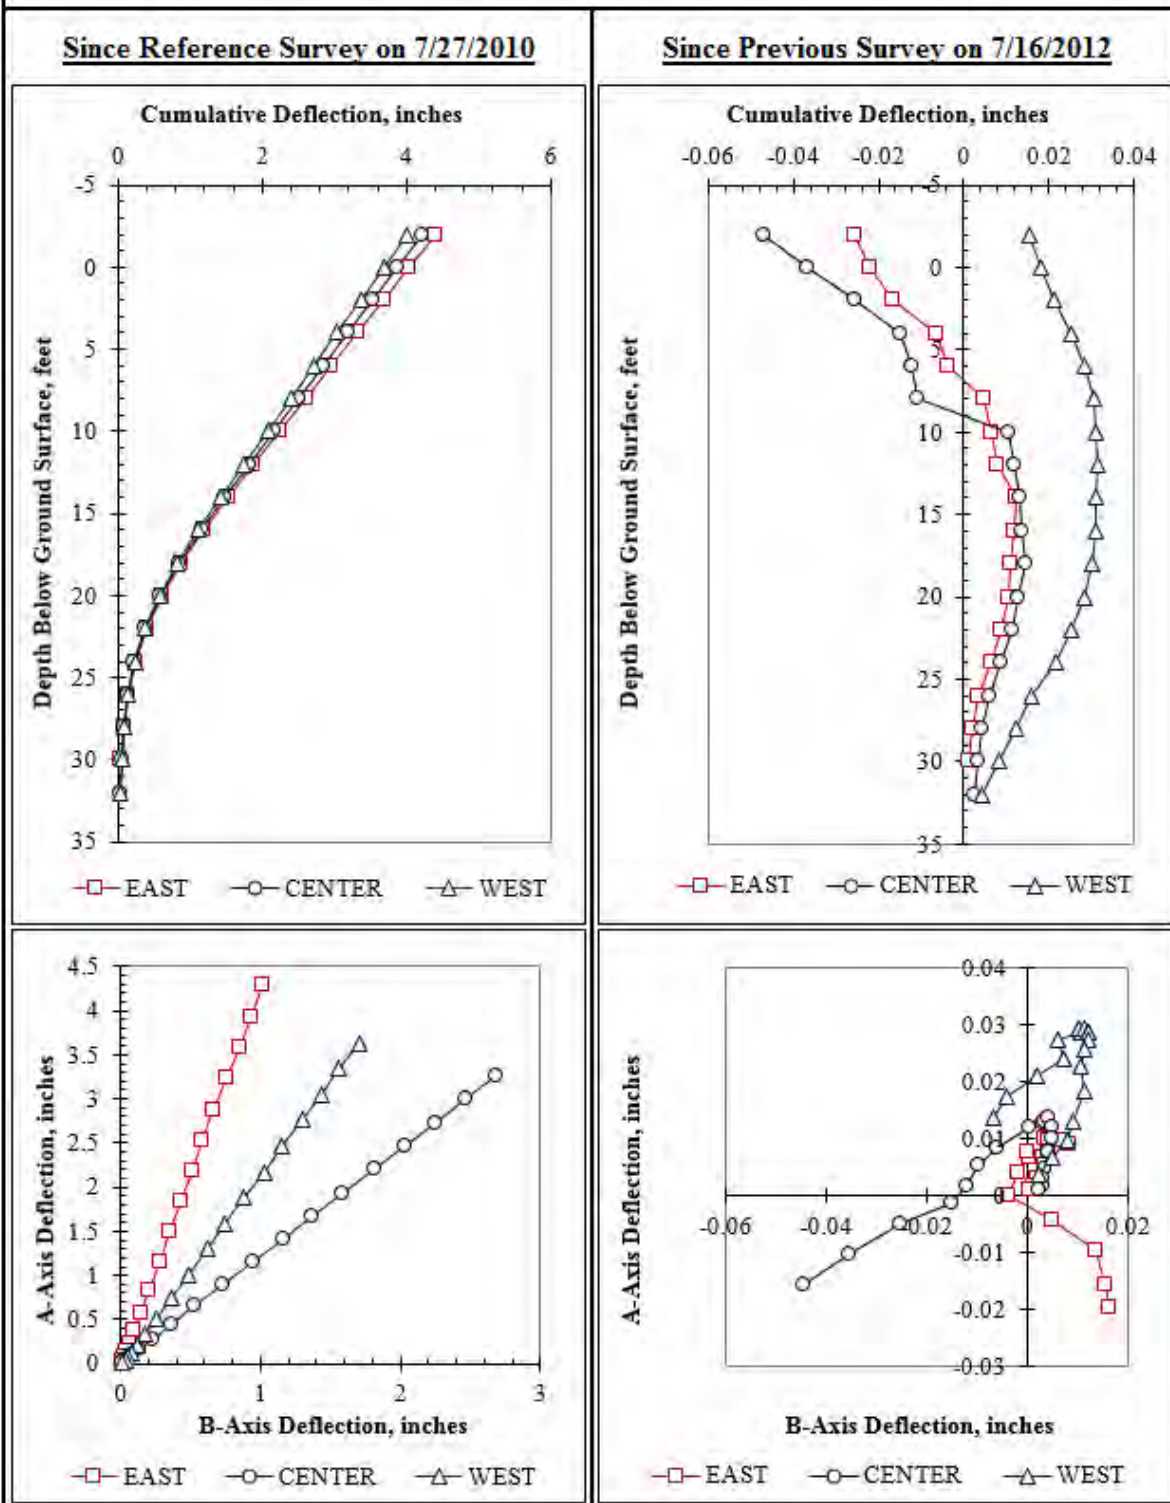 Since Reference Survey on 7/27/2010
Cumulative Deflection, inches
0 2 4 6
-5
0
5
10
15
20
25
30
35
Depth Below Ground Surface, feet
EAST CENTER WEST
Since Previous Survey on 7/16/2012
Cumulative Deflection, inches
-0.06 -0.04 -0.02 0 0.02 0.04
-5
0
5
10
15
20
25
30
35
Depth Below Ground Surface, feet
EAST CENTER WEST
4.5
4
3.5
3
2.5
2
1.5
1
0.5
0
A-Axis Deflection, inches
0 1 2 3
B-Axis Deflection, inches
EAST CENTER WEST
0.04
0.03
0.02
0.01
0
-0.06 -0.04 -0.02 0 0.02
-0.01
-0.02
-0.03
A-Axis Deflection, inches
B-Axis Deflection, inches
EAST CENTER WEST